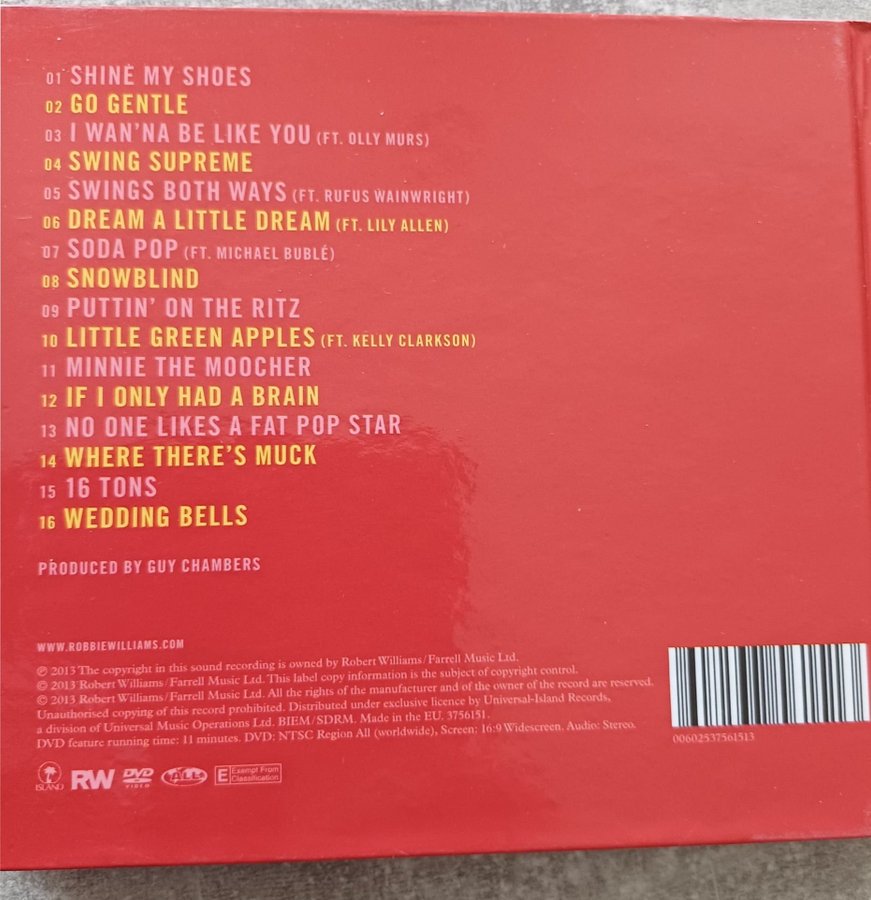 01 SHINE MY SHOES
02 GO GENTLE
03 I WAN'NA BE LIKE YOU (FT. OLLY MURS)
04 SWING SUPREME
05 SWINGS BOTH WAYS (FT. RUFUS WAINWRIGHT)
06 DREAM A LITTLE DREAM (FT. LILY ALLEN)
07 SODA POP (FT. MICHAEL BUBLÉ)
08 SNOWBLIND
09 PUTTIN' ON THE RITZ
10 LITTLE GREEN APPLES (FT. KELLY CLARKSON)
11 MINNIE THE MOOCHER
12 IF I ONLY HAD A BRAIN
13 NO ONE LIKES A FAT POP STAR
14 WHERE THERE'S MUCK
15 16 TONS
16 WEDDING BELLS
PRODUCED BY GUY CHAMBERS
WWW.ROBBIEWILLIAMS.COM
℗ 2013 The copyright in this sound recording is owned by Robert Williams/Farrell Music Ltd.
© 2013 Robert Williams/Farrell Music Ltd. This label copy information is the subject of copyright control.
© 2013 Robert Williams/Farrell Music Ltd. All the rights of the manufacturer and of the owner of the record are reserved.
Unauthorised copying of this record prohibited. Distributed under exclusive licence by Universal-Island Records,
a division of Universal Music Operations Ltd. BIEM/SDRM. Made in the EU. 3756151.
DVD feature running time: 11 minutes. DVD: NTSC Region All (worldwide), Screen: 16:9 Widescreen. Audio: Stereo.
00602537561513
ISLAND RW DVD VIDEO ALL E Exempt From
Classification